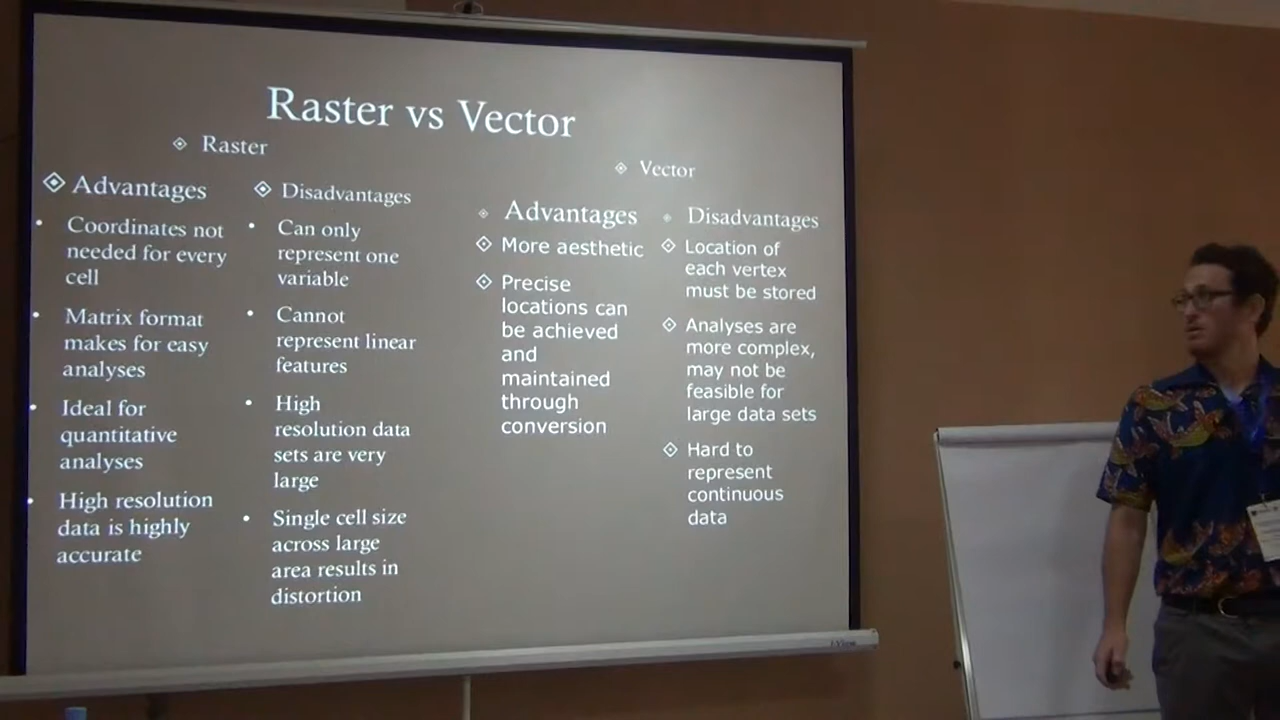 Raster vs Vector
Raster
Advantages
Coordinates not
needed for every
cell
Matrix format
makes for easy
analyses
Ideal for
quantitative
analyses
High resolution
data is highly
accurate
Disadvantages
Can only
represent one
variable
Cannot
represent linear
features
High
resolution data
sets are very
large
Single cell size
across large
area results in
distortion
Vector
Advantages
More aesthetic
Precise
locations can
be achieved
and
maintained
through
conversion
Disadvantages
Location of
each vertex
must be stored
Analyses are
more complex,
may not be
feasible for
large data sets
Hard to
represent
continuous
data